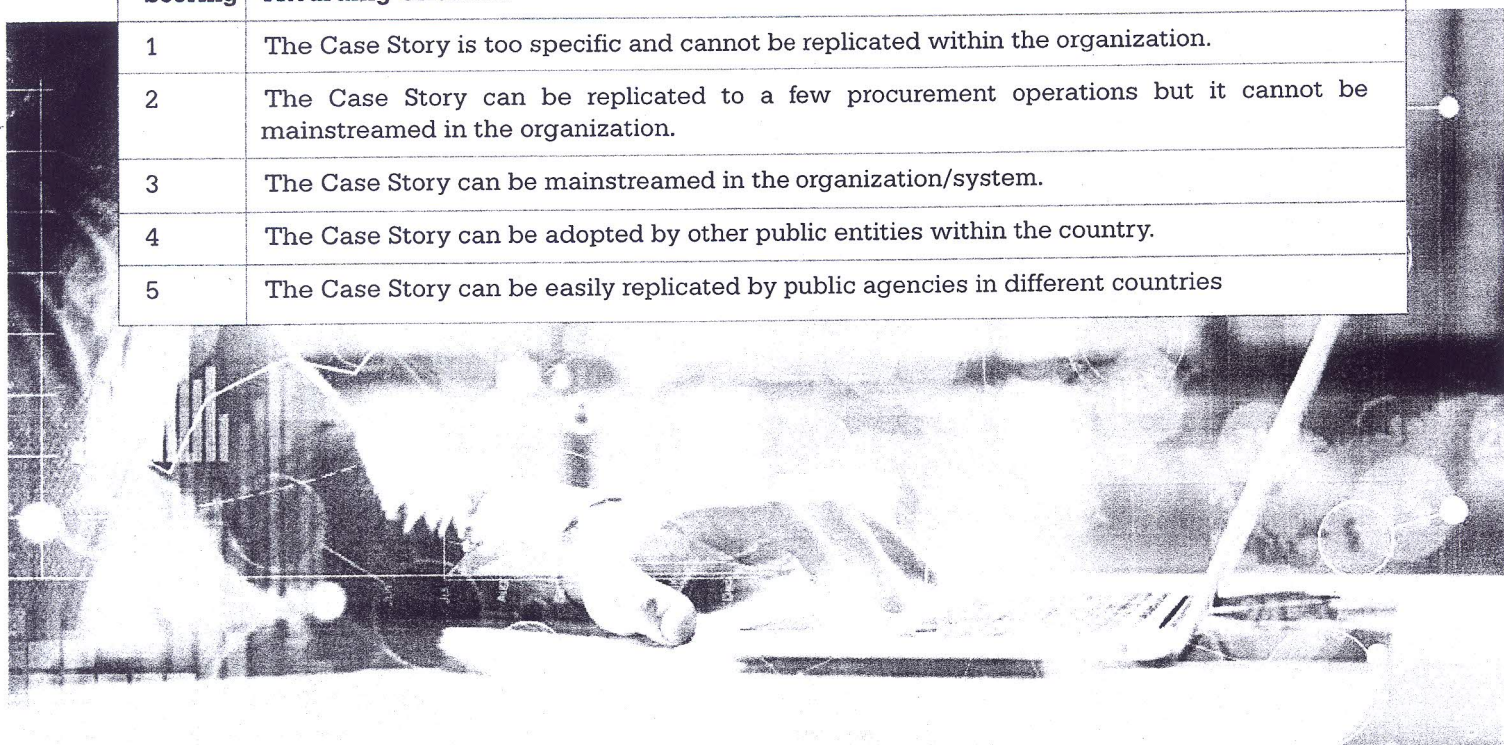 1 The Case Story is too specific and cannot be replicated within the organization.
2 The Case Story can be replicated to a few procurement operations but it cannot be
mainstreamed in the organization.
3 The Case Story can be mainstreamed in the organization/system.
4 The Case Story can be adopted by other public entities within the country.
5 The Case Story can be easily replicated by public agencies in different countries